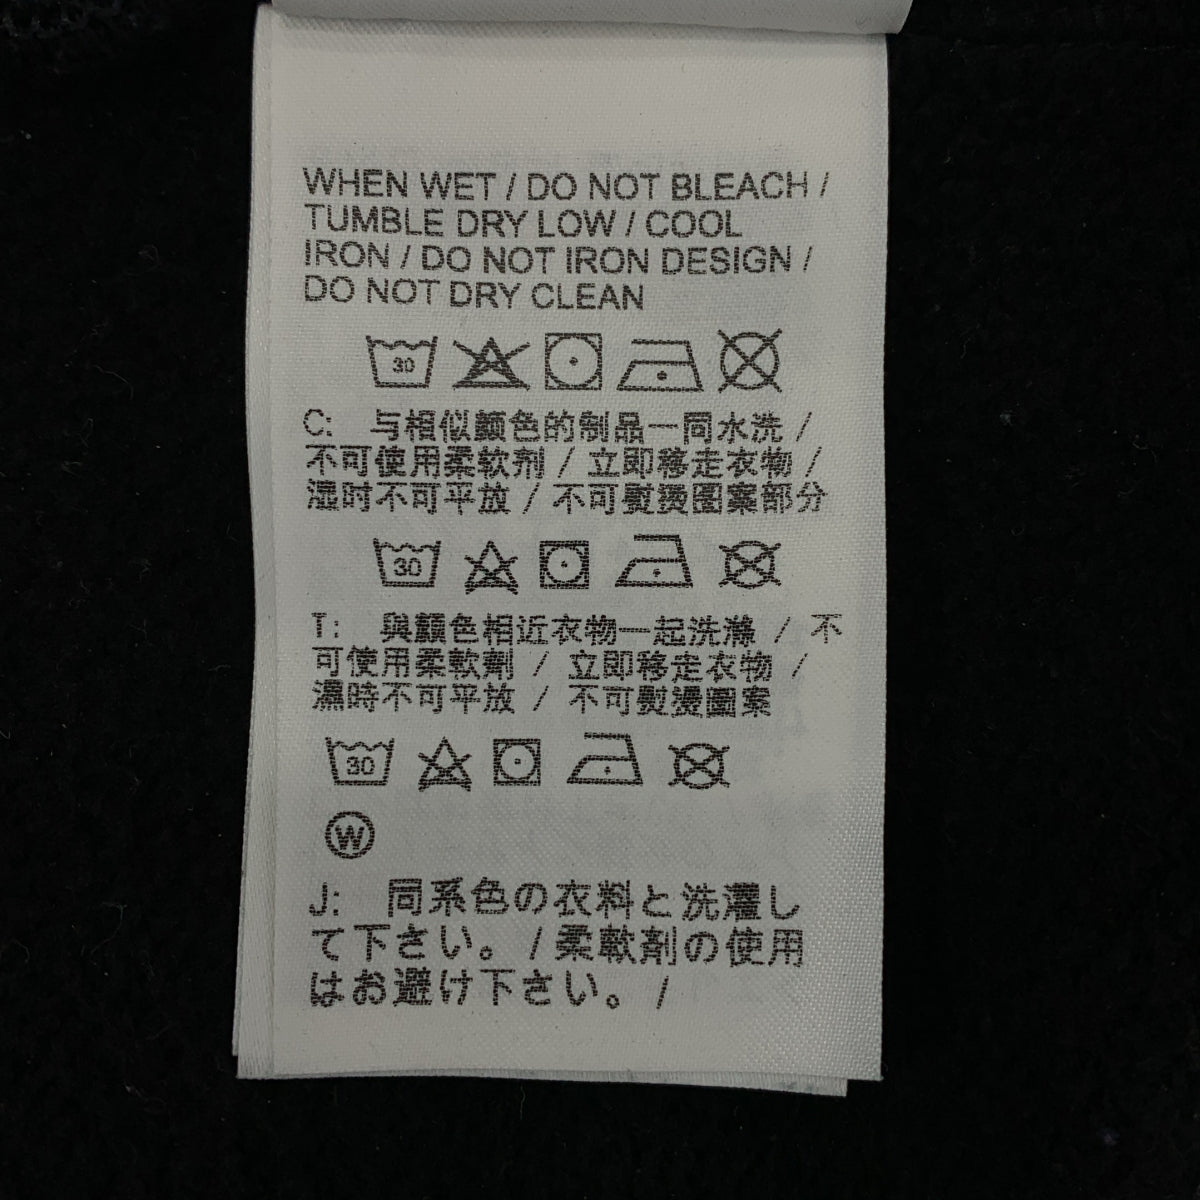 WHEN WET / DO NOT BLEACH /
TUMBLE DRY LOW / COOL
IRON / DO NOT IRON DESIGN /
DO NOT DRY CLEAN
30
C: 与相似颜色的制品一同水洗 /
不可使用柔软剂 / 立即移走衣物 /
湿时不可平放 / 不可熨烫图案部分
30
T: 與顏色相近衣物一起洗滌 / 不
可使用柔軟劑 / 立即移走衣物 /
濕時不可平放 / 不可熨燙圖案
30
W
J: 同系色の衣料と洗濯し
て下さい。 / 柔軟剤の使用
はお避け下さい。 /